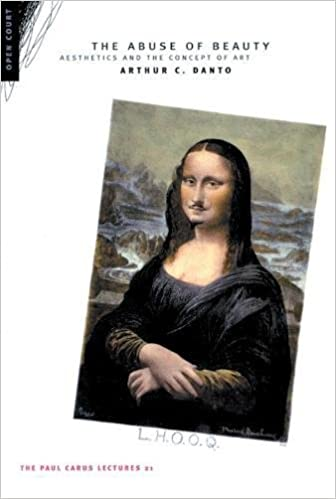 OPEN COURT
THE ABUSE OF BEAUTY
AESTHETICS AND THE CONCEPT OF ART
ARTHUR C. DANTO
L.H.O.O.Q.
THE PAUL CARUS LECTURES 21